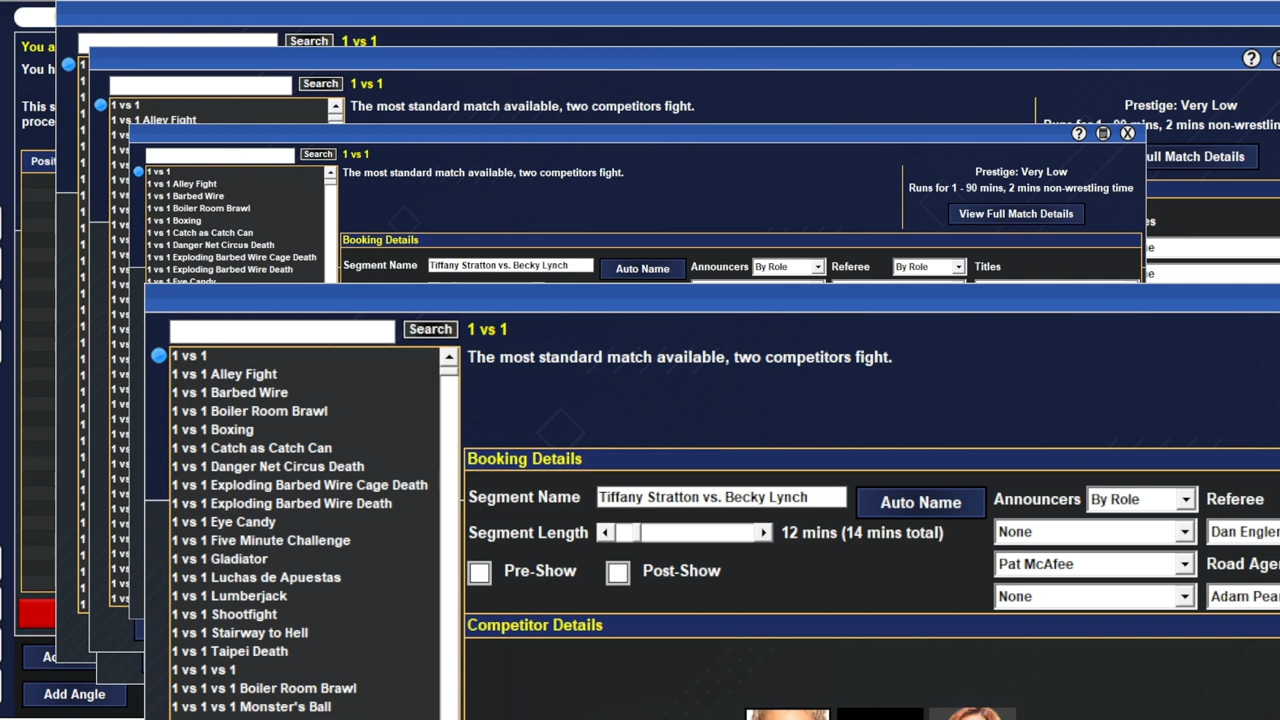 You a
You h
This s
proce
Posit
Add Angle
Search
1 vs 1
Search
1 vs 1
1 vs 1
1 vs 1 Alley Fight
The most standard match available, two competitors fight.
Prestige: Very Low
Full Match Details
Search
1 vs 1
1 vs 1
1 vs 1 Alley Fight
1 vs 1 Barbed Wire
1 vs 1 Boiler Room Brawl
1 vs 1 Boxing
1 vs 1 Catch as Catch Can
1 vs 1 Danger Net Circus Death
1 vs 1 Exploding Barbed Wire Cage Death
1 vs 1 Exploding Barbed Wire Death
1 vs 1 Eye Candy
The most standard match available, two competitors fight.
Prestige: Very Low
Runs for 1 - 90 mins, 2 mins non-wrestling time
View Full Match Details
Booking Details
Segment Name Tiffany Stratton vs. Becky Lynch Auto Name Announcers By Role Referee By Role Titles
Search
1 vs 1
1 vs 1
1 vs 1 Alley Fight
1 vs 1 Barbed Wire
1 vs 1 Boiler Room Brawl
1 vs 1 Boxing
1 vs 1 Catch as Catch Can
1 vs 1 Danger Net Circus Death
1 vs 1 Exploding Barbed Wire Cage Death
1 vs 1 Exploding Barbed Wire Death
1 vs 1 Eye Candy
1 vs 1 Five Minute Challenge
1 vs 1 Gladiator
1 vs 1 Luchas de Apuestas
1 vs 1 Lumberjack
1 vs 1 Shootfight
1 vs 1 Stairway to Hell
1 vs 1 Taipei Death
1 vs 1 vs 1
1 vs 1 vs 1 Boiler Room Brawl
1 vs 1 vs 1 Monster's Ball
The most standard match available, two competitors fight.
Booking Details
Segment Name Tiffany Stratton vs. Becky Lynch Auto Name Announcers By Role Referee
Segment Length 12 mins (14 mins total) None Dan Engler
Pre-Show Post-Show Pat McAfee Road Age
None Adam Pear
Competitor Details